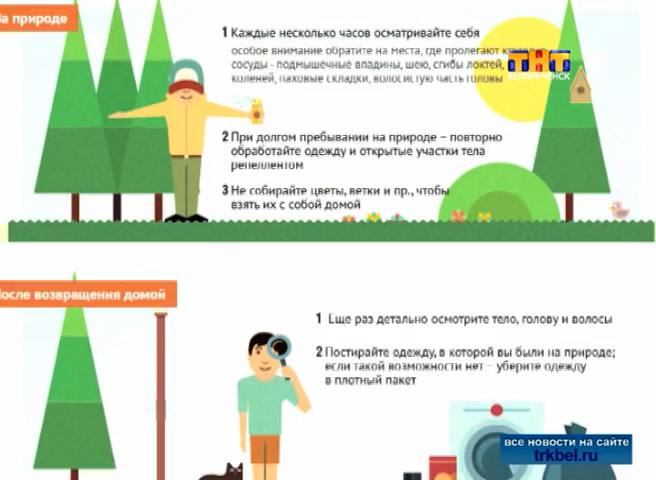 На природе
1 Каждые несколько часов осматривайте себя
особое внимание обратите на места, где пролегают
сосуды - подмышечные впадины, шею, сгибы локтей,
коленей, паховые складки, волосистую часть головы
ТНТ
БЕЛОРЕЧЕНСК
2 При долгом пребывании на природе – повторно
обработайте одежду и открытые участки тела
репеллентом
3 Не собирайте цветы, ветки и пр., чтобы
взять их с собой домой
После возвращения домой
1 Еще раз детально осмотрите тело, голову и волосы
2 Постирайте одежду, в которой вы были на природе;
если такой возможности нет – уберите одежду
в плотный пакет
все новости на сайте
trkbel.ru